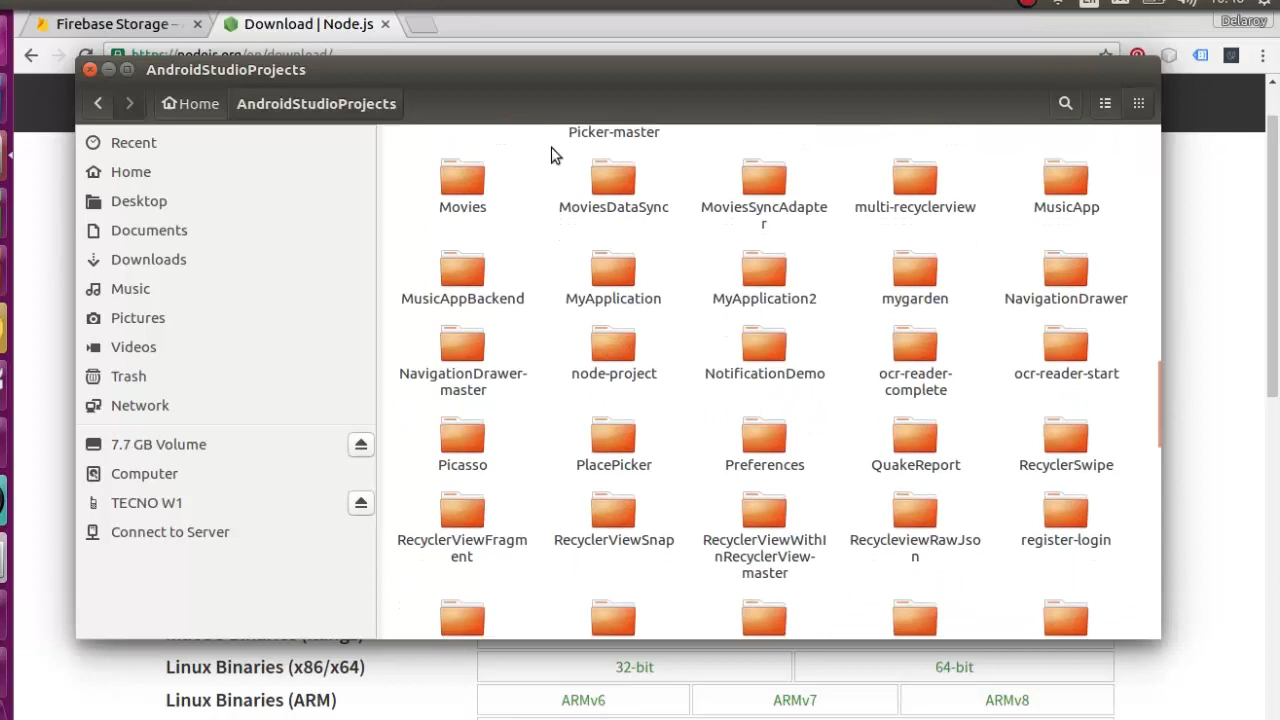 Firebase Storage –
Download | Node.js
Delaroy
AndroidStudioProjects
Home
AndroidStudioProjects
Recent
Home
Desktop
Documents
Downloads
Music
Pictures
Videos
Trash
Network
7.7 GB Volume
Computer
TECNO W1
Connect to Server
Picker-master
Movies
MoviesDataSync
MoviesSyncAdapte
r
multi-recyclerview
MusicApp
MusicAppBackend
MyApplication
MyApplication2
mygarden
NavigationDrawer
NavigationDrawer-
master
node-project
NotificationDemo
ocr-reader-
complete
ocr-reader-start
Picasso
PlacePicker
Preferences
QuakeReport
RecyclerSwipe
RecyclerViewFragm
ent
RecyclerViewSnap
RecyclerViewWithI
nRecyclerView-
master
RecycleviewRawJso
n
register-login
Linux Binaries (x86/x64)
32-bit
64-bit
Linux Binaries (ARM)
ARMv6
ARMv7
ARMv8